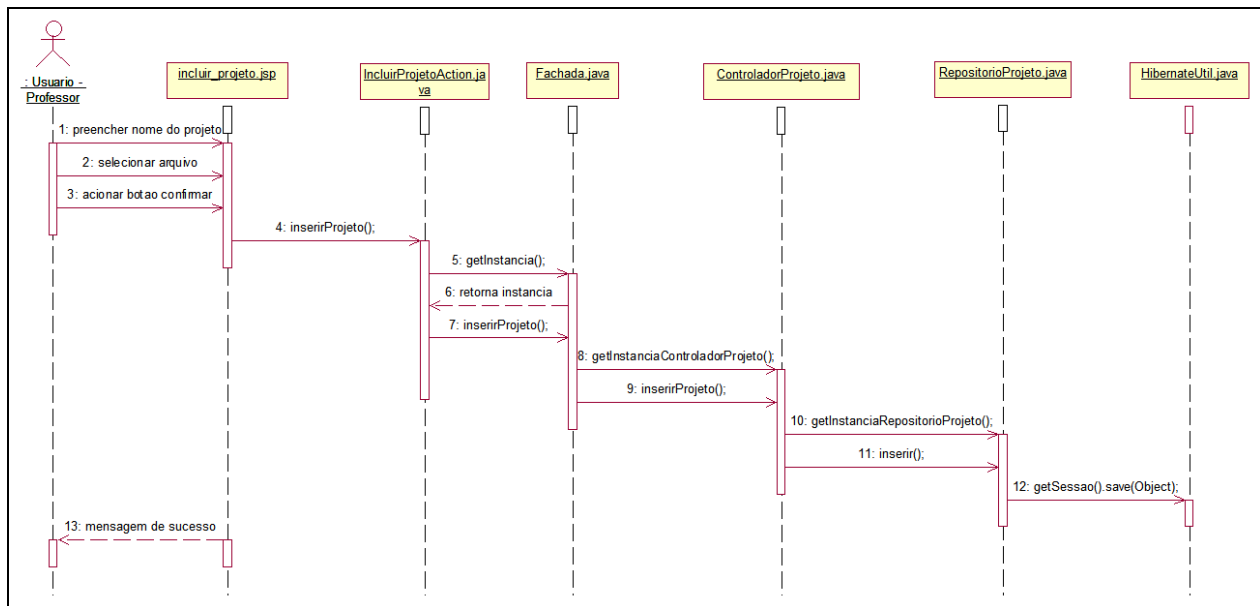 : Usuario -
Professor
incluir_projeto.jsp
IncluirProjetoAction.ja
va
Fachada.java
ControladorProjeto.java
RepositorioProjeto.java
HibernateUtil.java
1: preencher nome do projeto
2: selecionar arquivo
3: acionar botao confirmar
4: inserirProjeto();
5: getInstancia();
6: retorna instancia
7: inserirProjeto();
8: getInstanciaControladorProjeto();
9: inserirProjeto();
10: getInstanciaRepositorioProjeto();
11: inserir();
12: getSessao().save(Object);
13: mensagem de sucesso